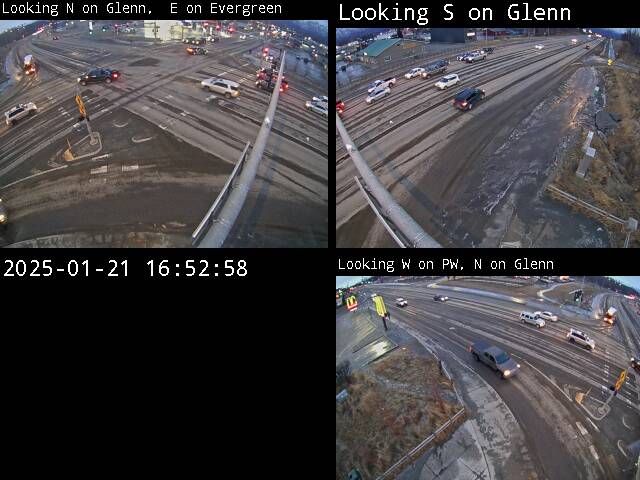 Looking N on Glenn,  E on Evergreen
Looking S on Glenn
2025-01-21 16:52:58
Looking W on PW, N on Glenn